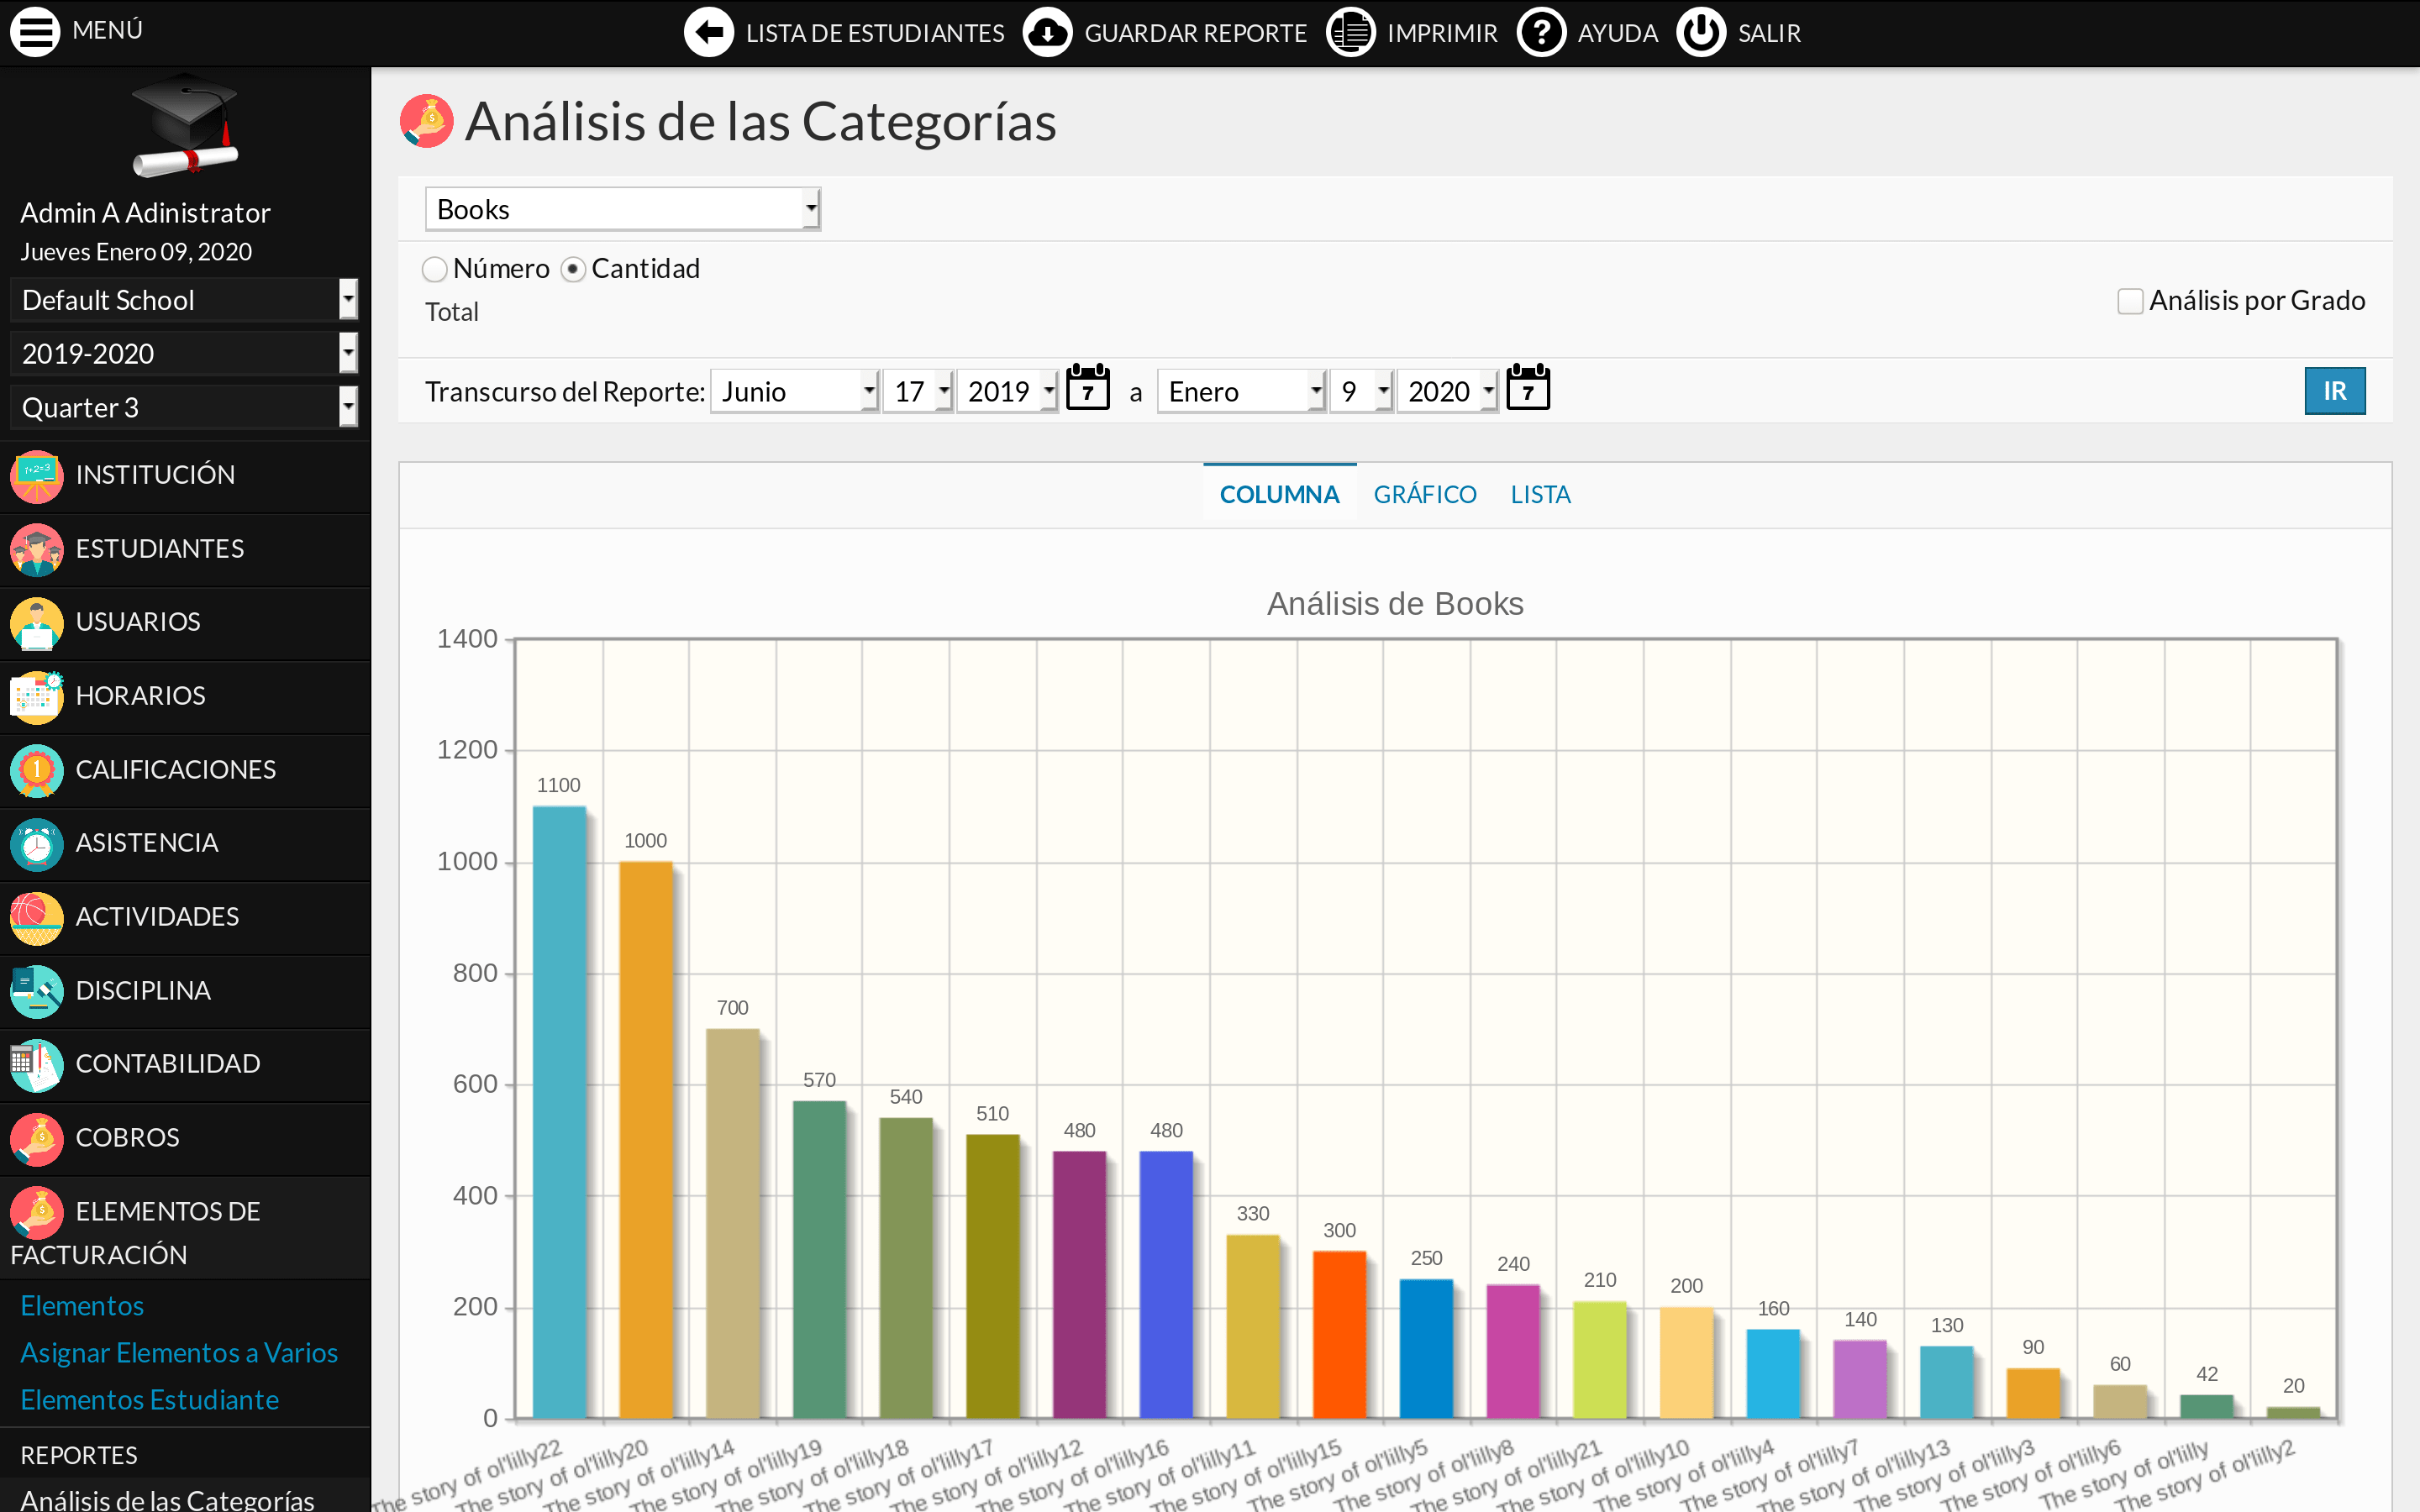 MENÚ
LISTA DE ESTUDIANTES GUARDAR REPORTE IMPRIMIR ? AYUDA SALIR
Admin A Adinistrator
Jueves Enero 09, 2020
Default School
2019-2020
Quarter 3
1+2=3 INSTITUCIÓN
ESTUDIANTES
USUARIOS
HORARIOS
1 CALIFICACIONES
ASISTENCIA
ACTIVIDADES
DISCIPLINA
CONTABILIDAD
$ COBROS
$ ELEMENTOS DE
FACTURACIÓN
Elementos
Asignar Elementos a Varios
Elementos Estudiante
REPORTES
Análisis de las Categorías
$ Análisis de las Categorías
Books
Número Cantidad
Total
Análisis por Grado
Transcurso del Reporte: Junio 17 2019 7 a Enero 9 2020 7 IR
COLUMNA GRÁFICO LISTA
Análisis de Books
1400
1200
1000
800
600
400
200
0
1100
1000
700
570
540
510
480
480
330
300
250
240
210
200
160
140
130
90
60
42
20
The story of ol'lilly22
The story of ol'lilly20
The story of ol'lilly14
The story of ol'lilly19
The story of ol'lilly18
The story of ol'lilly17
The story of ol'lilly12
The story of ol'lilly16
The story of ol'lilly11
The story of ol'lilly15
The story of ol'lilly5
The story of ol'lilly8
The story of ol'lilly21
The story of ol'lilly10
The story of ol'lilly4
The story of ol'lilly7
The story of ol'lilly13
The story of ol'lilly3
The story of ol'lilly6
The story of ol'lilly
The story of ol'lilly2